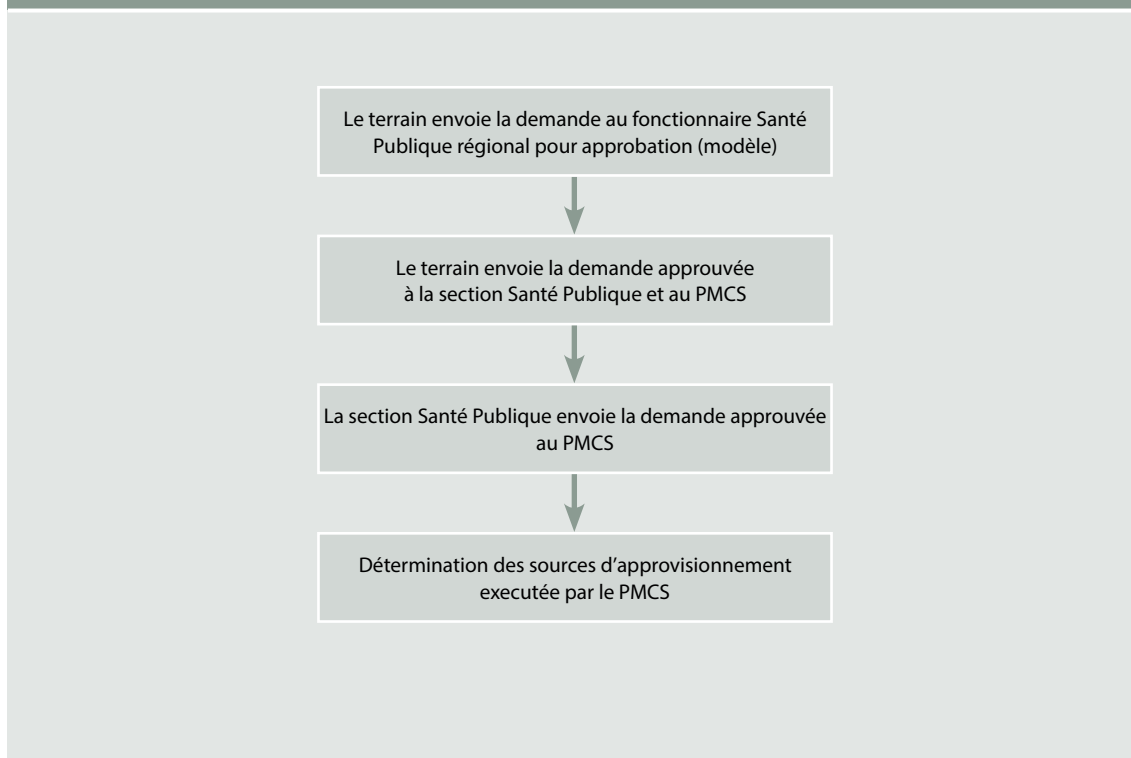 Le terrain envoie la demande au fonctionnaire Santé
Publique régional pour approbation (modèle)
Le terrain envoie la demande approuvée
à la section Santé Publique et au PMCS
La section Santé Publique envoie la demande approuvée
au PMCS
Détermination des sources d'approvisionnement
executée par le PMCS